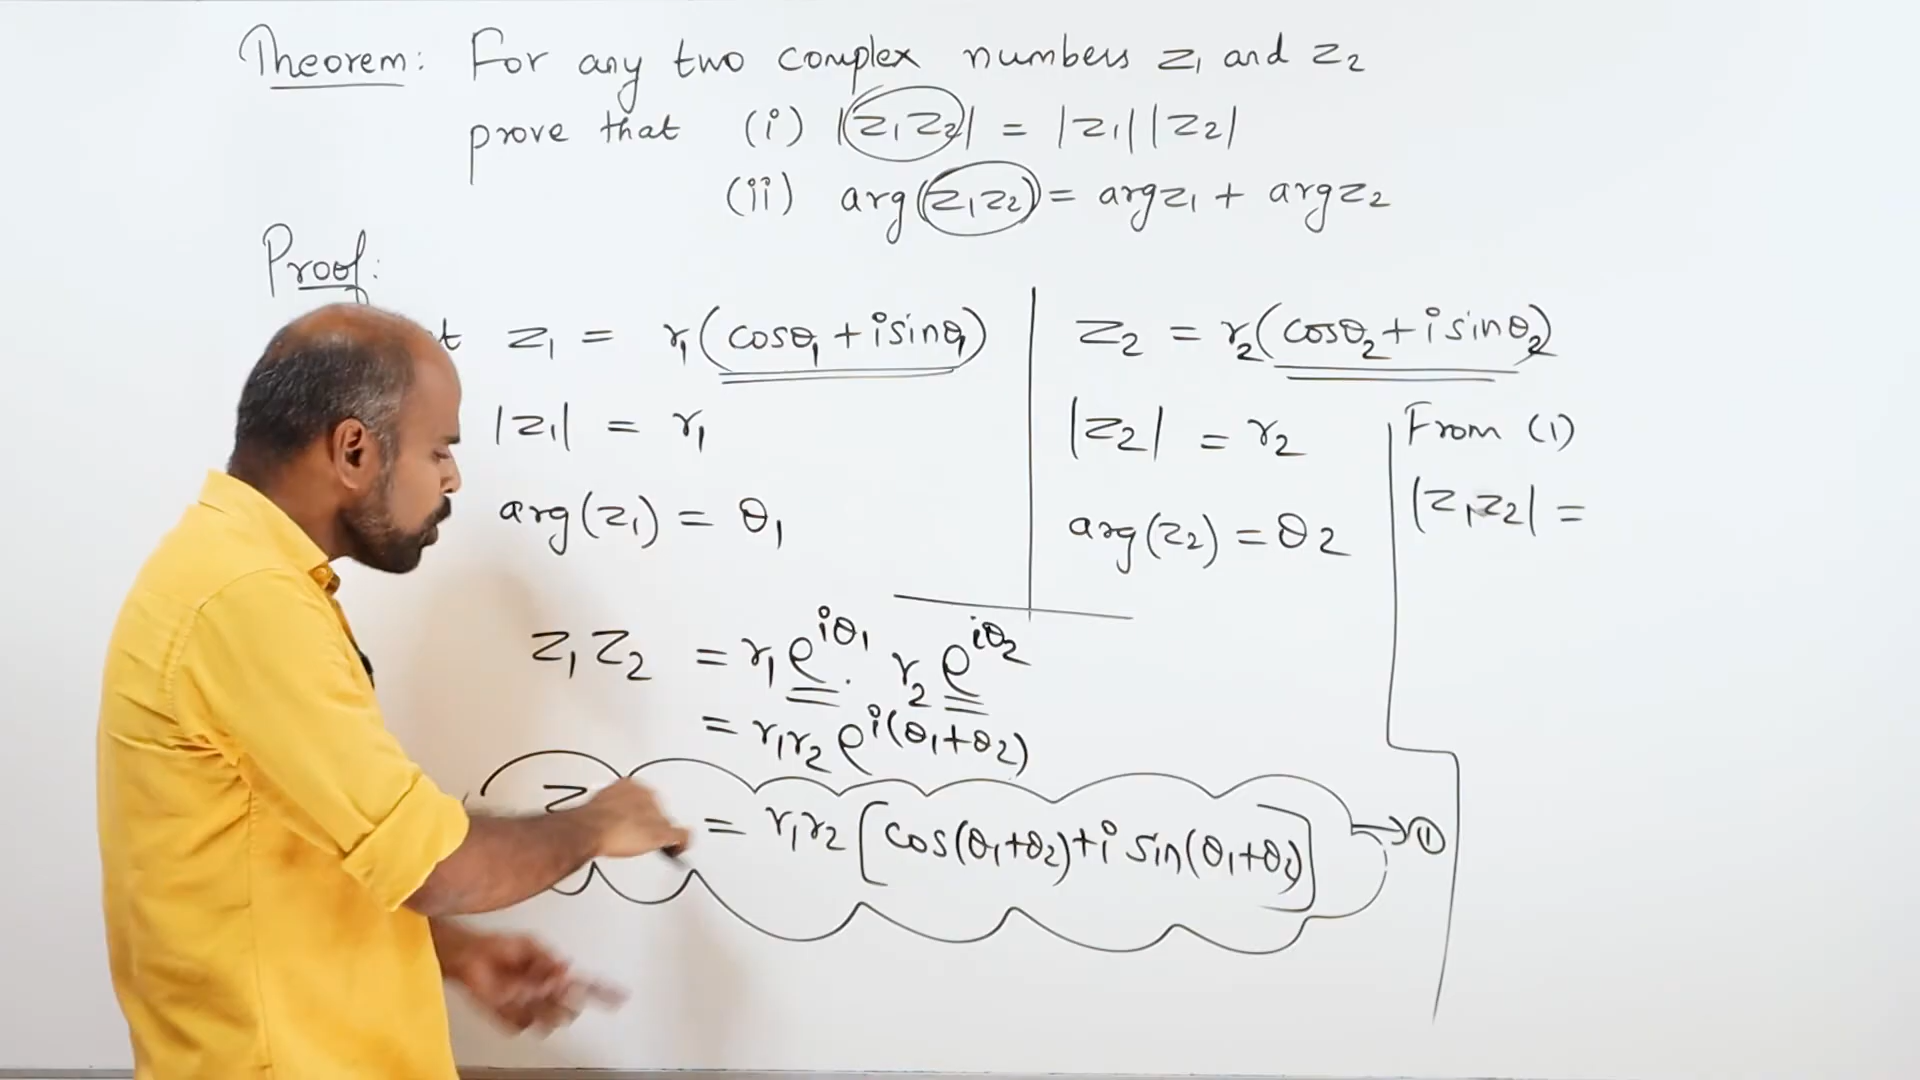 Theorem: For any two complex numbers z₁ and z₂
prove that (i) |z₁z₂| = |z₁| |z₂|
(ii) arg(z₁z₂) = argz₁ + argz₂
Proof:
z₁ = r₁(cosθ₁ + isinθ₁)
|z₁| = r₁
arg(z₁) = θ₁
z₂ = r₂(cosθ₂ + isinθ₂)
|z₂| = r₂
arg(z₂) = θ₂
z₁z₂ = r₁e^{iθ₁} . r₂e^{iθ₂}
= r₁r₂ e^{i(θ₁+θ₂)}
z = r₁r₂ [cos(θ₁+θ₂) + i sin(θ₁+θ₂)] → ①
From (1)
|z₁z₂| =